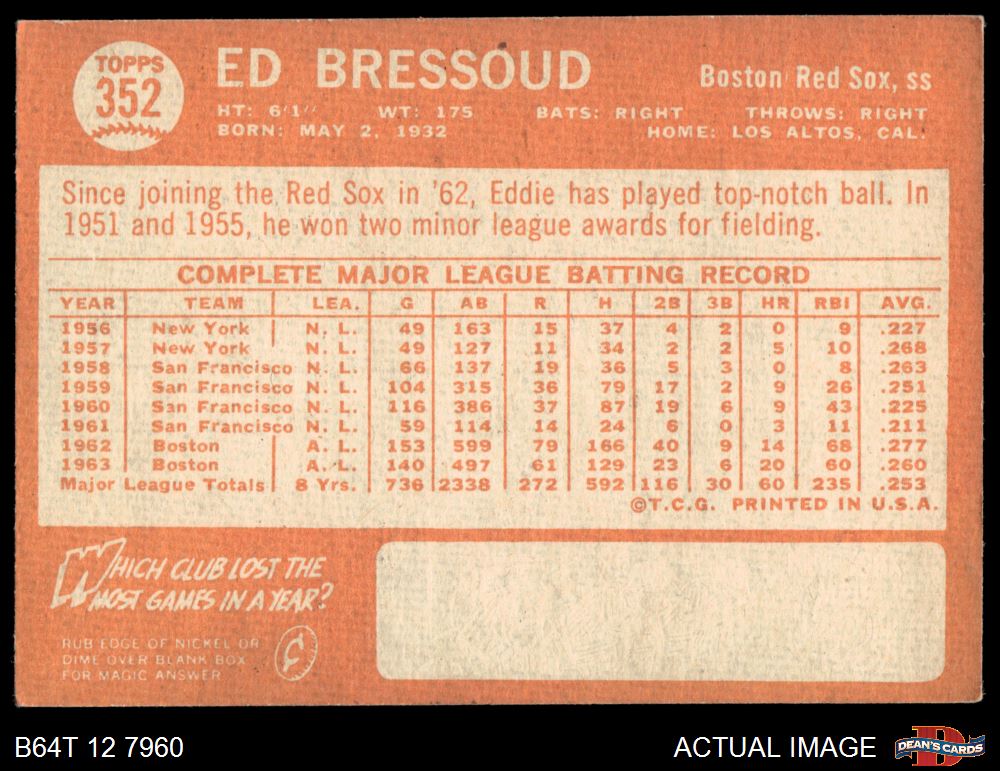 TOPPS
352
ED BRESSOUD
Boston Red Sox, ss
HT: 6'1" WT: 175 BATS: RIGHT THROWS: RIGHT
BORN: MAY 2, 1932 HOME: LOS ALTOS, CAL.
Since joining the Red Sox in '62, Eddie has played top-notch ball. In
1951 and 1955, he won two minor league awards for fielding.
COMPLETE MAJOR LEAGUE BATTING RECORD
YEAR TEAM LEA. G AB R H 2B 3B HR RBI AVG.
1956 New York N. L. 49 163 15 37 4 2 0 9 .227
1957 New York N. L. 49 127 11 34 2 2 5 10 .268
1958 San Francisco N. L. 66 137 19 36 5 3 0 8 .263
1959 San Francisco N. L. 104 315 36 79 17 2 9 26 .251
1960 San Francisco N. L. 116 386 37 87 19 6 9 43 .225
1961 San Francisco N. L. 59 114 14 24 6 0 3 11 .211
1962 Boston A. L. 153 599 79 166 40 9 14 68 .277
1963 Boston A. L. 140 497 61 129 23 6 20 60 .260
Major League Totals 8 Yrs. 736 2338 272 592 116 30 60 235 .253
©T.C.G. PRINTED IN U.S.A.
WHICH CLUB LOST THE
MOST GAMES IN A YEAR?
RUB EDGE OF NICKEL OR
DIME OVER BLANK BOX
FOR MAGIC ANSWER
B64T 12 7960
ACTUAL IMAGE
DEAN'S CARDS